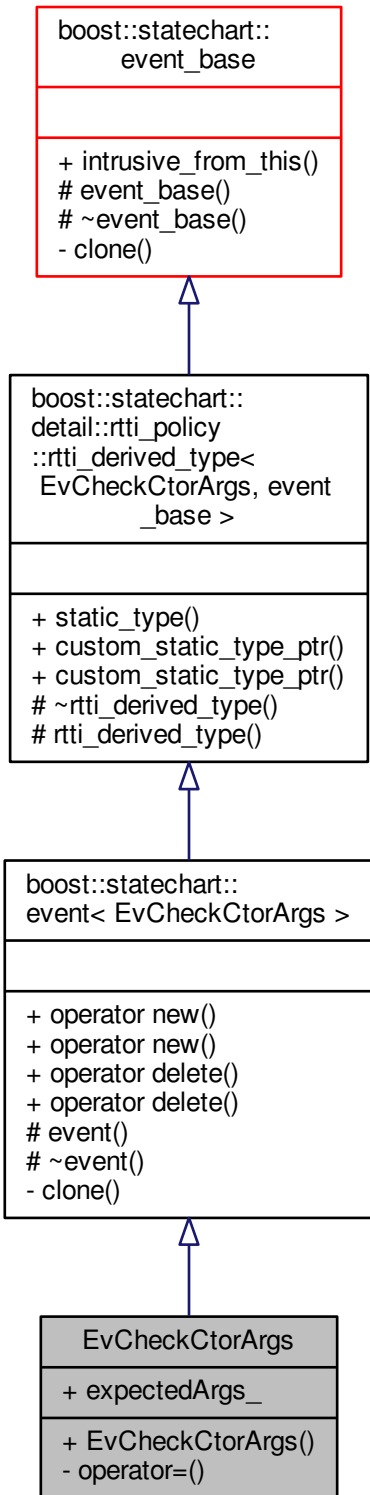 boost::statechart::
event_base
+ intrusive_from_this()
# event_base()
# ~event_base()
- clone()
boost::statechart::
detail::rtti_policy
::rtti_derived_type<
EvCheckCtorArgs, event
_base >
+ static_type()
+ custom_static_type_ptr()
+ custom_static_type_ptr()
# ~rtti_derived_type()
# rtti_derived_type()
boost::statechart::
event< EvCheckCtorArgs >
+ operator new()
+ operator new()
+ operator delete()
+ operator delete()
# event()
# ~event()
- clone()
EvCheckCtorArgs
+ expectedArgs_
+ EvCheckCtorArgs()
- operator=()